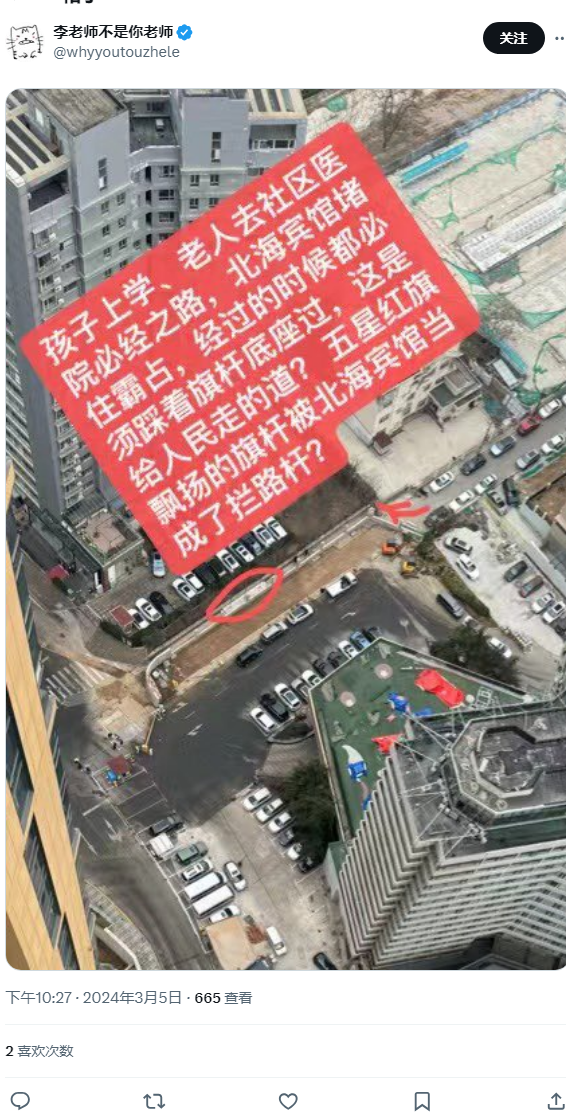 李老师不是你老师
@whyyoutouzhele
关注
孩子上学、老人去社区医
院必经之路，北海宾馆堵
住霸占，经过的时候都必
须踩着旗杆底座过，这是
给人民走的道？五星红旗
飘扬的旗杆被北海宾馆当
成了拦路杆？
下午10:27 · 2024年3月5日 · 665 查看
2 喜欢次数